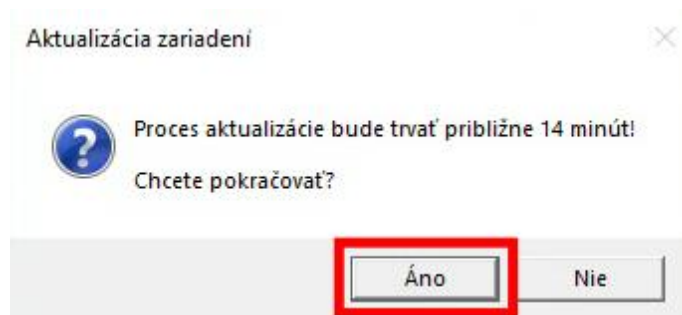 Aktualizácia zariadení
Proces aktualizácie bude trvať približne 14 minút!
Chcete pokračovať?
Áno
Nie